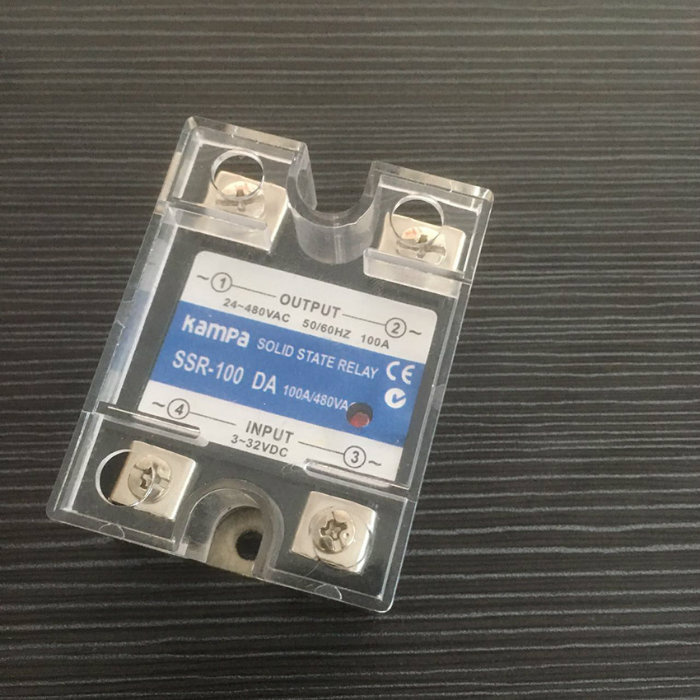 ~ 1 OUTPUT 2 ~
24~480VAC 50/60HZ 100A
kampa SOLID STATE RELAY CE
SSR-100 DA 100A/480VA
~ 4 INPUT 3 ~
3~32VDC